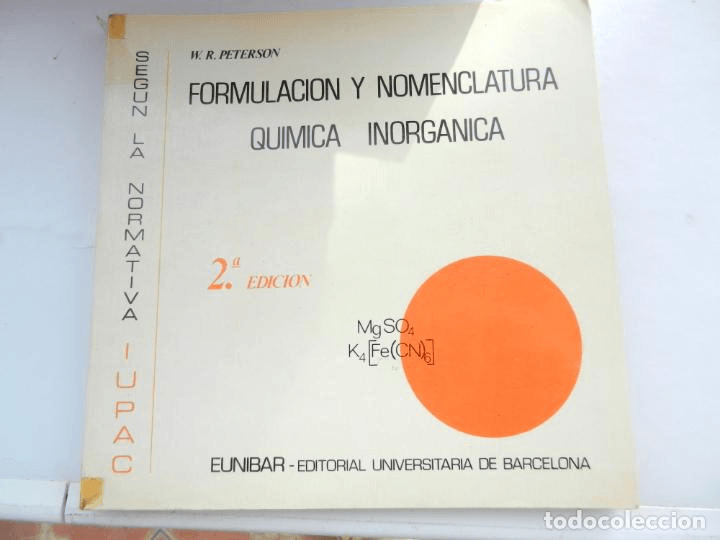 W. R. PETERSON
FORMULACION Y NOMENCLATURA
QUIMICA INORGANICA
SEGUN LA NORMATIVA IUPAC
2.ª EDICION
MgSO₄
K₄[Fe(CN)₆]
EUNIBAR - EDITORIAL UNIVERSITARIA DE BARCELONA
todocoleccion.net